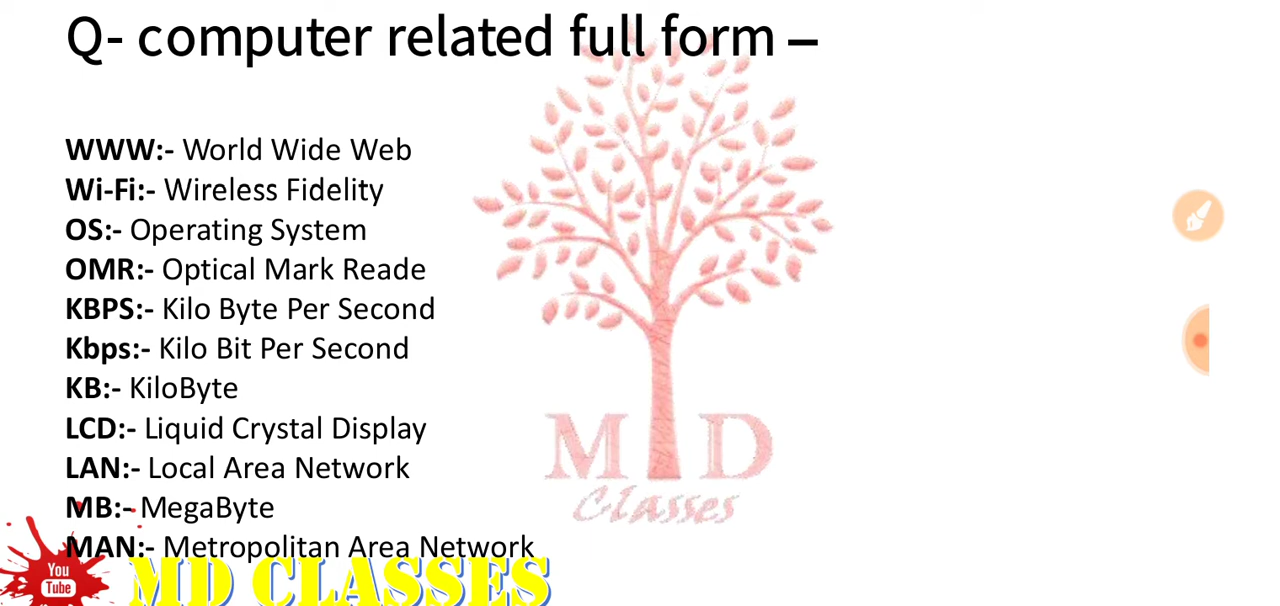 Q- computer related full form –
WWW:- World Wide Web
Wi-Fi:- Wireless Fidelity
OS:- Operating System
OMR:- Optical Mark Reade
KBPS:- Kilo Byte Per Second
Kbps:- Kilo Bit Per Second
KB:- KiloByte
LCD:- Liquid Crystal Display
LAN:- Local Area Network
MB:- MegaByte
MAN:- Metropolitan Area Network
M D
Classes
You
Tube
MD CLASSES